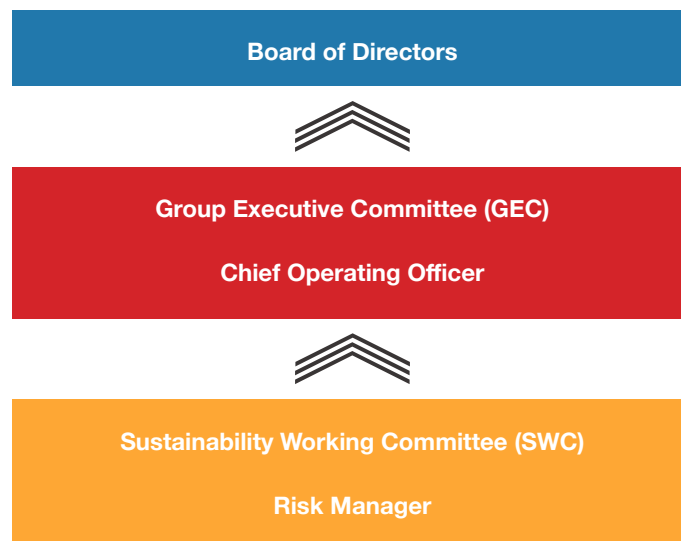 Board of Directors
Group Executive Committee (GEC)
Chief Operating Officer
Sustainability Working Committee (SWC)
Risk Manager